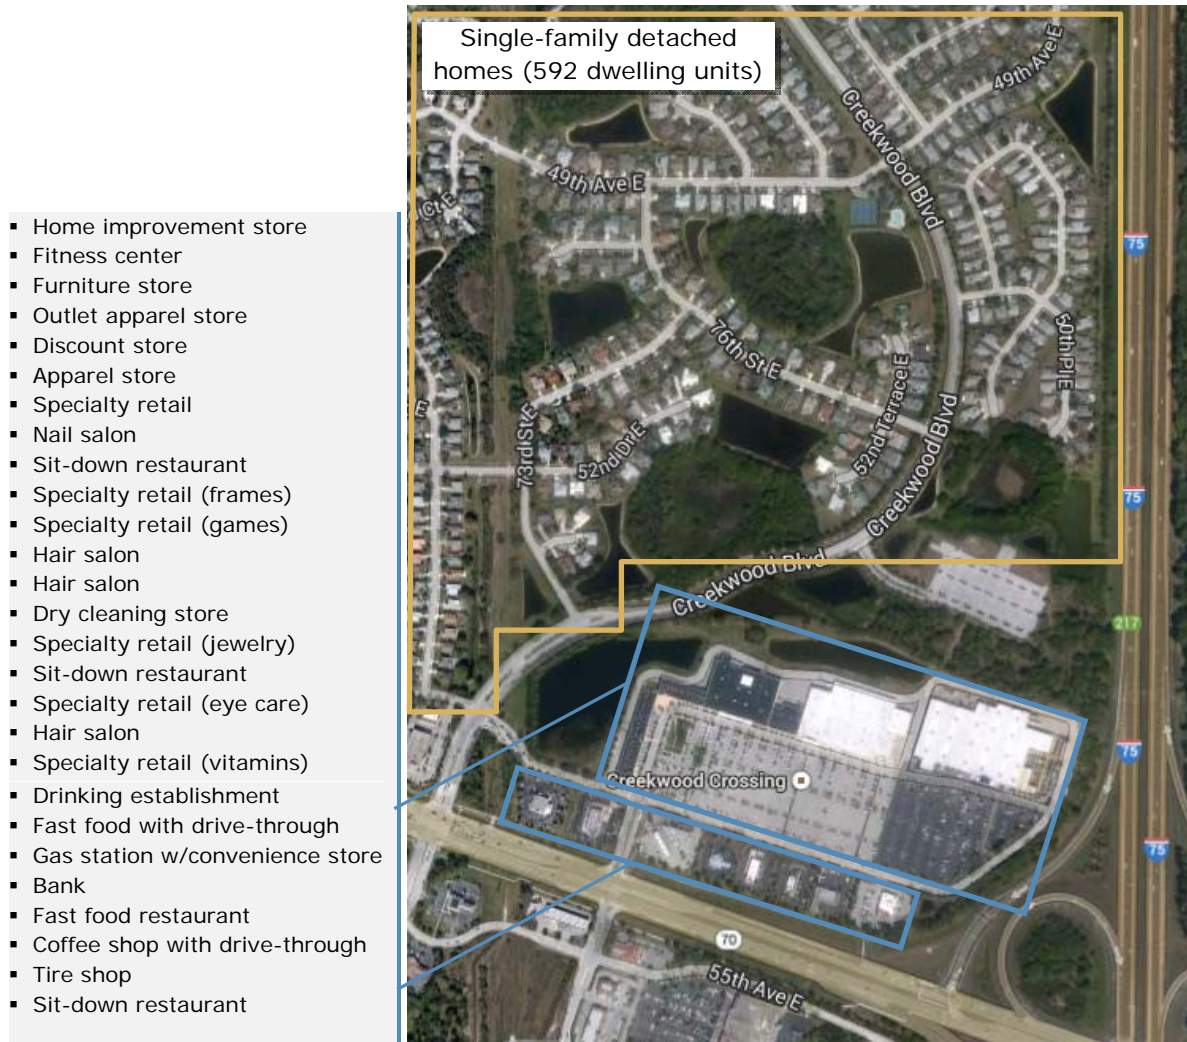 Single-family detached
homes (592 dwelling units)
49th Ave E
Creekwood Blvd
49th Ave E
Ct E
Creekwood Blvd
75
76th St E
50th Pl E
52nd Terrace E
E
73rd St E
52nd Dr E
Creekwood Blvd
75
Creekwood Blvd
217
75
Creekwood Crossing
75
70
55th Ave E
▪ Home improvement store
▪ Fitness center
▪ Furniture store
▪ Outlet apparel store
▪ Discount store
▪ Apparel store
▪ Specialty retail
▪ Nail salon
▪ Sit-down restaurant
▪ Specialty retail (frames)
▪ Specialty retail (games)
▪ Hair salon
▪ Hair salon
▪ Dry cleaning store
▪ Specialty retail (jewelry)
▪ Sit-down restaurant
▪ Specialty retail (eye care)
▪ Hair salon
▪ Specialty retail (vitamins)
▪ Drinking establishment
▪ Fast food with drive-through
▪ Gas station w/convenience store
▪ Bank
▪ Fast food restaurant
▪ Coffee shop with drive-through
▪ Tire shop
▪ Sit-down restaurant